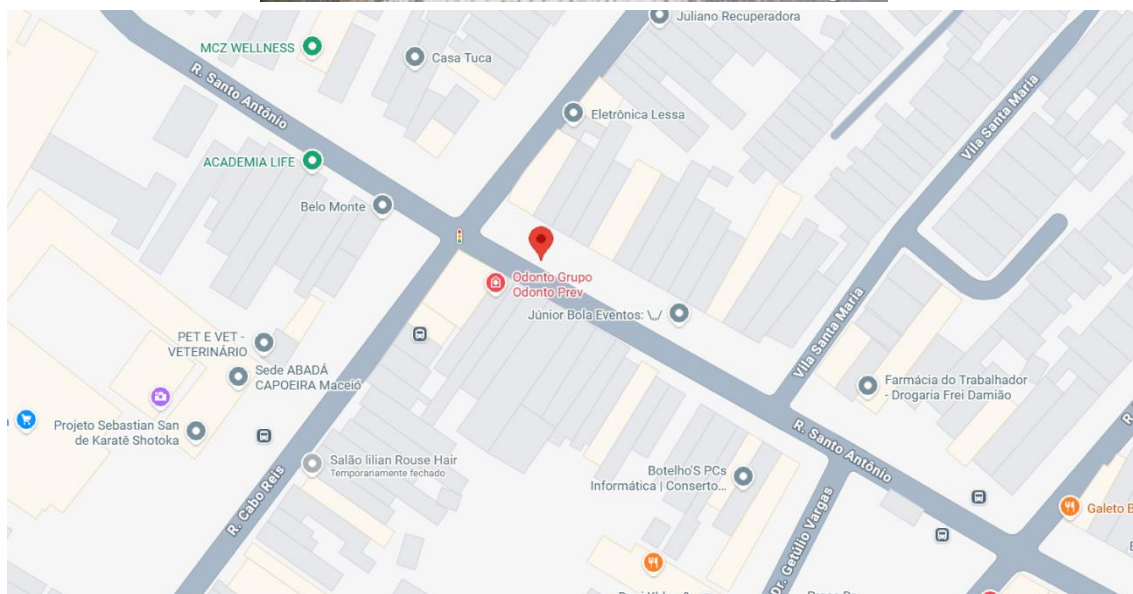 Juliano Recuperadora
MCZ WELLNESS
Casa Tuca
R. Santo Antônio
Eletrônica Lessa
Vila Santa Maria
ACADEMIA LIFE
Belo Monte
Odonto Grupo
Odonto Prev
Júnior Bola Eventos: \,,/
PET E VET -
VETERINÁRIO
Vila Santa Maria
Sede ABADÁ
CAPOEIRA Maceió
Farmácia do Trabalhador
- Drogaria Frei Damião
Projeto Sebastian San
de Karatê Shotoka
R. Santo Antônio
Salão lilian Rouse Hair
Temporariamente fechado
Botelho'S PCs
Informática | Conserto...
R. Cabo Reis
Dr. Getúlio Vargas
Galeto B